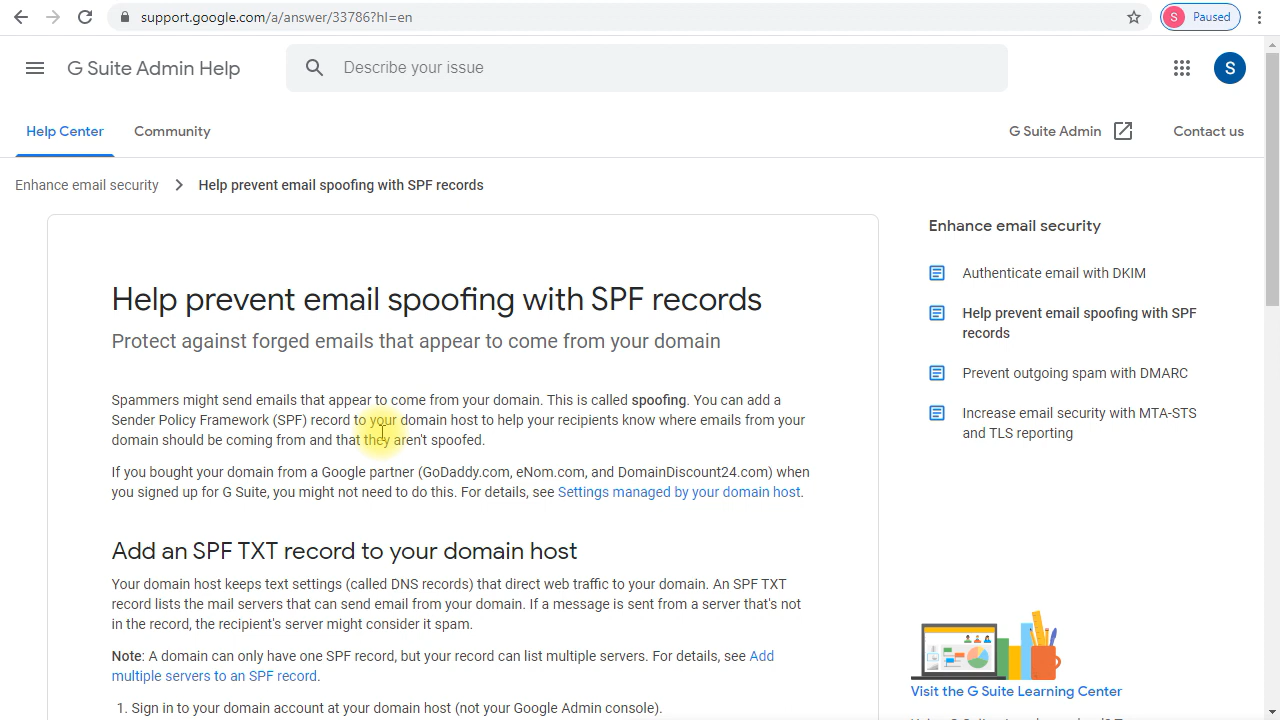 support.google.com/a/answer/33786?hl=en
S Paused
G Suite Admin Help
Describe your issue
S
Help Center
Community
G Suite Admin
Contact us
Enhance email security
Help prevent email spoofing with SPF records
Help prevent email spoofing with SPF records
Protect against forged emails that appear to come from your domain
Spammers might send emails that appear to come from your domain. This is called spoofing. You can add a
Sender Policy Framework (SPF) record to your domain host to help your recipients know where emails from your
domain should be coming from and that they aren't spoofed.
If you bought your domain from a Google partner (GoDaddy.com, eNom.com, and DomainDiscount24.com) when
you signed up for G Suite, you might not need to do this. For details, see Settings managed by your domain host.
Add an SPF TXT record to your domain host
Your domain host keeps text settings (called DNS records) that direct web traffic to your domain. An SPF TXT
record lists the mail servers that can send email from your domain. If a message is sent from a server that's not
in the record, the recipient's server might consider it spam.
Note: A domain can only have one SPF record, but your record can list multiple servers. For details, see Add
multiple servers to an SPF record.
1. Sign in to your domain account at your domain host (not your Google Admin console).
Enhance email security
Authenticate email with DKIM
Help prevent email spoofing with SPF
records
Prevent outgoing spam with DMARC
Increase email security with MTA-STS
and TLS reporting
Visit the G Suite Learning Center